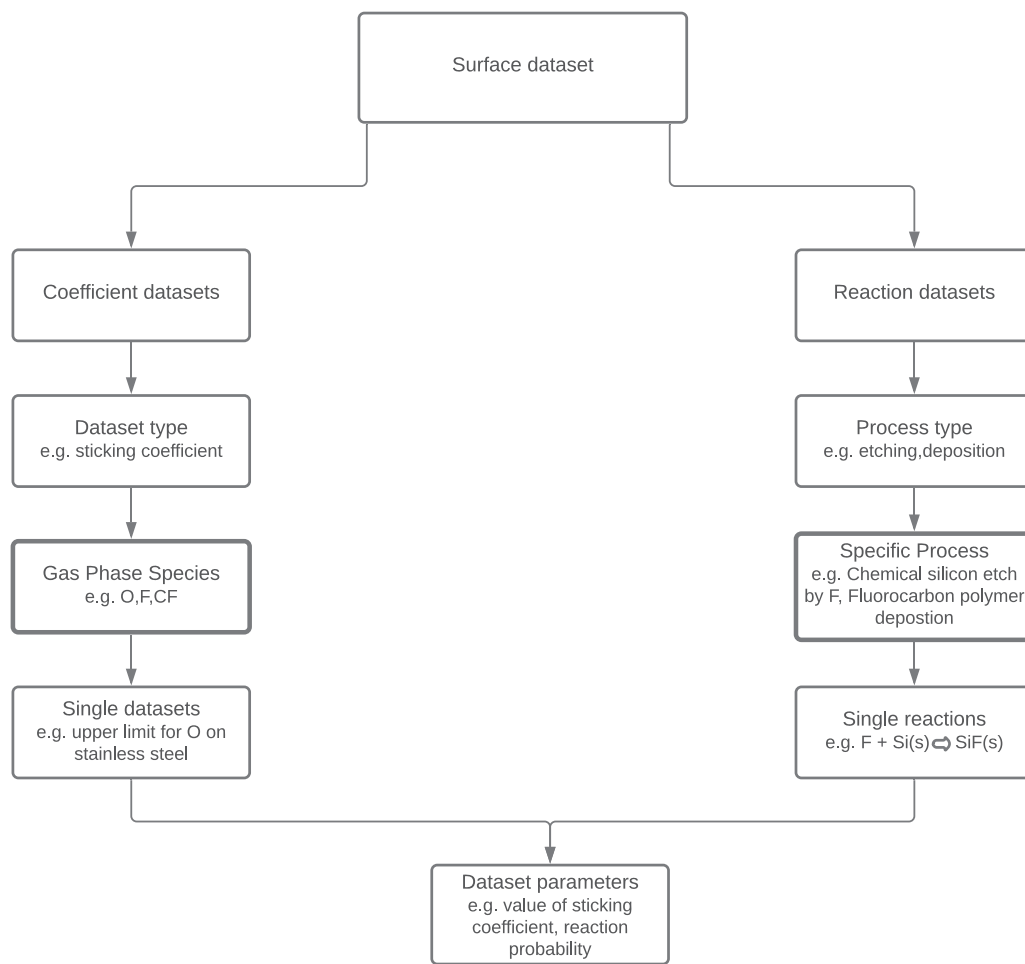 Surface dataset
Coefficient datasets
Reaction datasets
Dataset type
e.g. sticking coefficient
Process type
e.g. etching,deposition
Gas Phase Species
e.g. O,F,CF
Specific Process
e.g. Chemical silicon etch
by F, Fluorocarbon polymer
depostion
Single datasets
e.g. upper limit for O on
stainless steel
Single reactions
e.g. F + Si(s) ⇨ SiF(s)
Dataset parameters
e.g. value of sticking
coefficient, reaction
probability